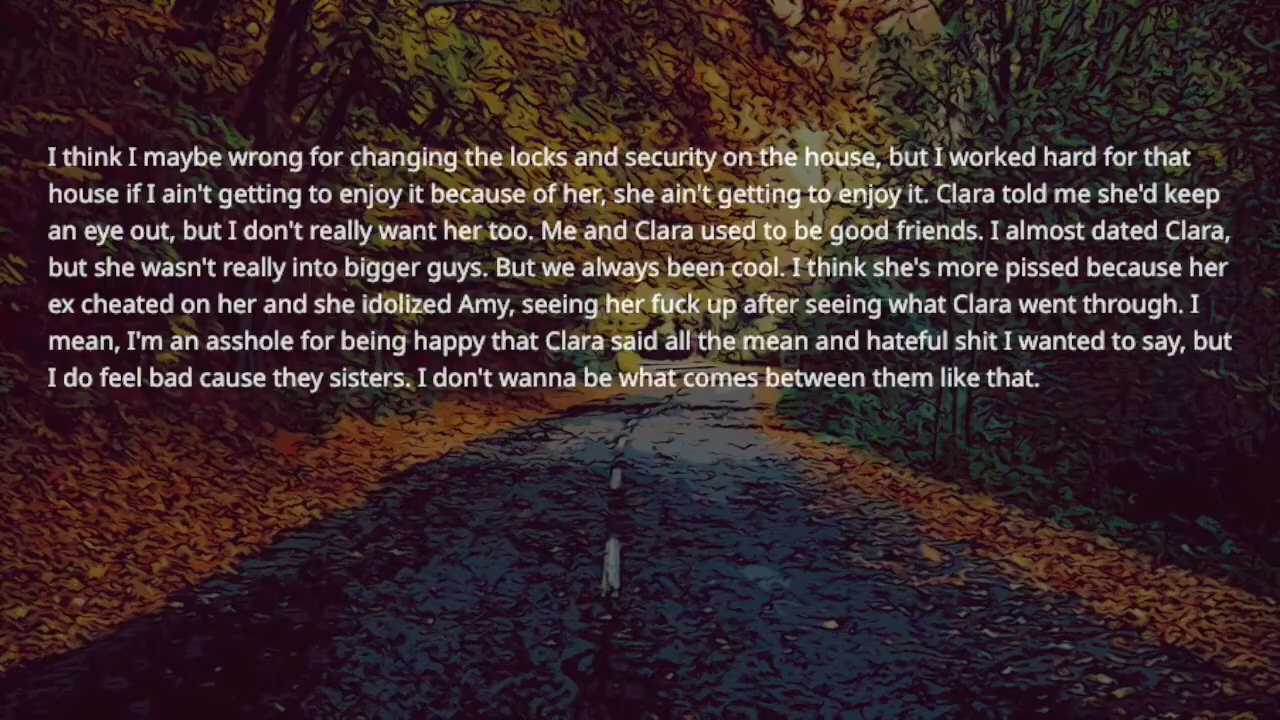 I think I maybe wrong for changing the locks and security on the house, but I worked hard for that
house if I ain't getting to enjoy it because of her, she ain't getting to enjoy it. Clara told me she'd keep
an eye out, but I don't really want her too. Me and Clara used to be good friends. I almost dated Clara,
but she wasn't really into bigger guys. But we always been cool. I think she's more pissed because her
ex cheated on her and she idolized Amy, seeing her fuck up after seeing what Clara went through. I
mean, I'm an asshole for being happy that Clara said all the mean and hateful shit I wanted to say, but
I do feel bad cause they sisters. I don't wanna be what comes between them like that.